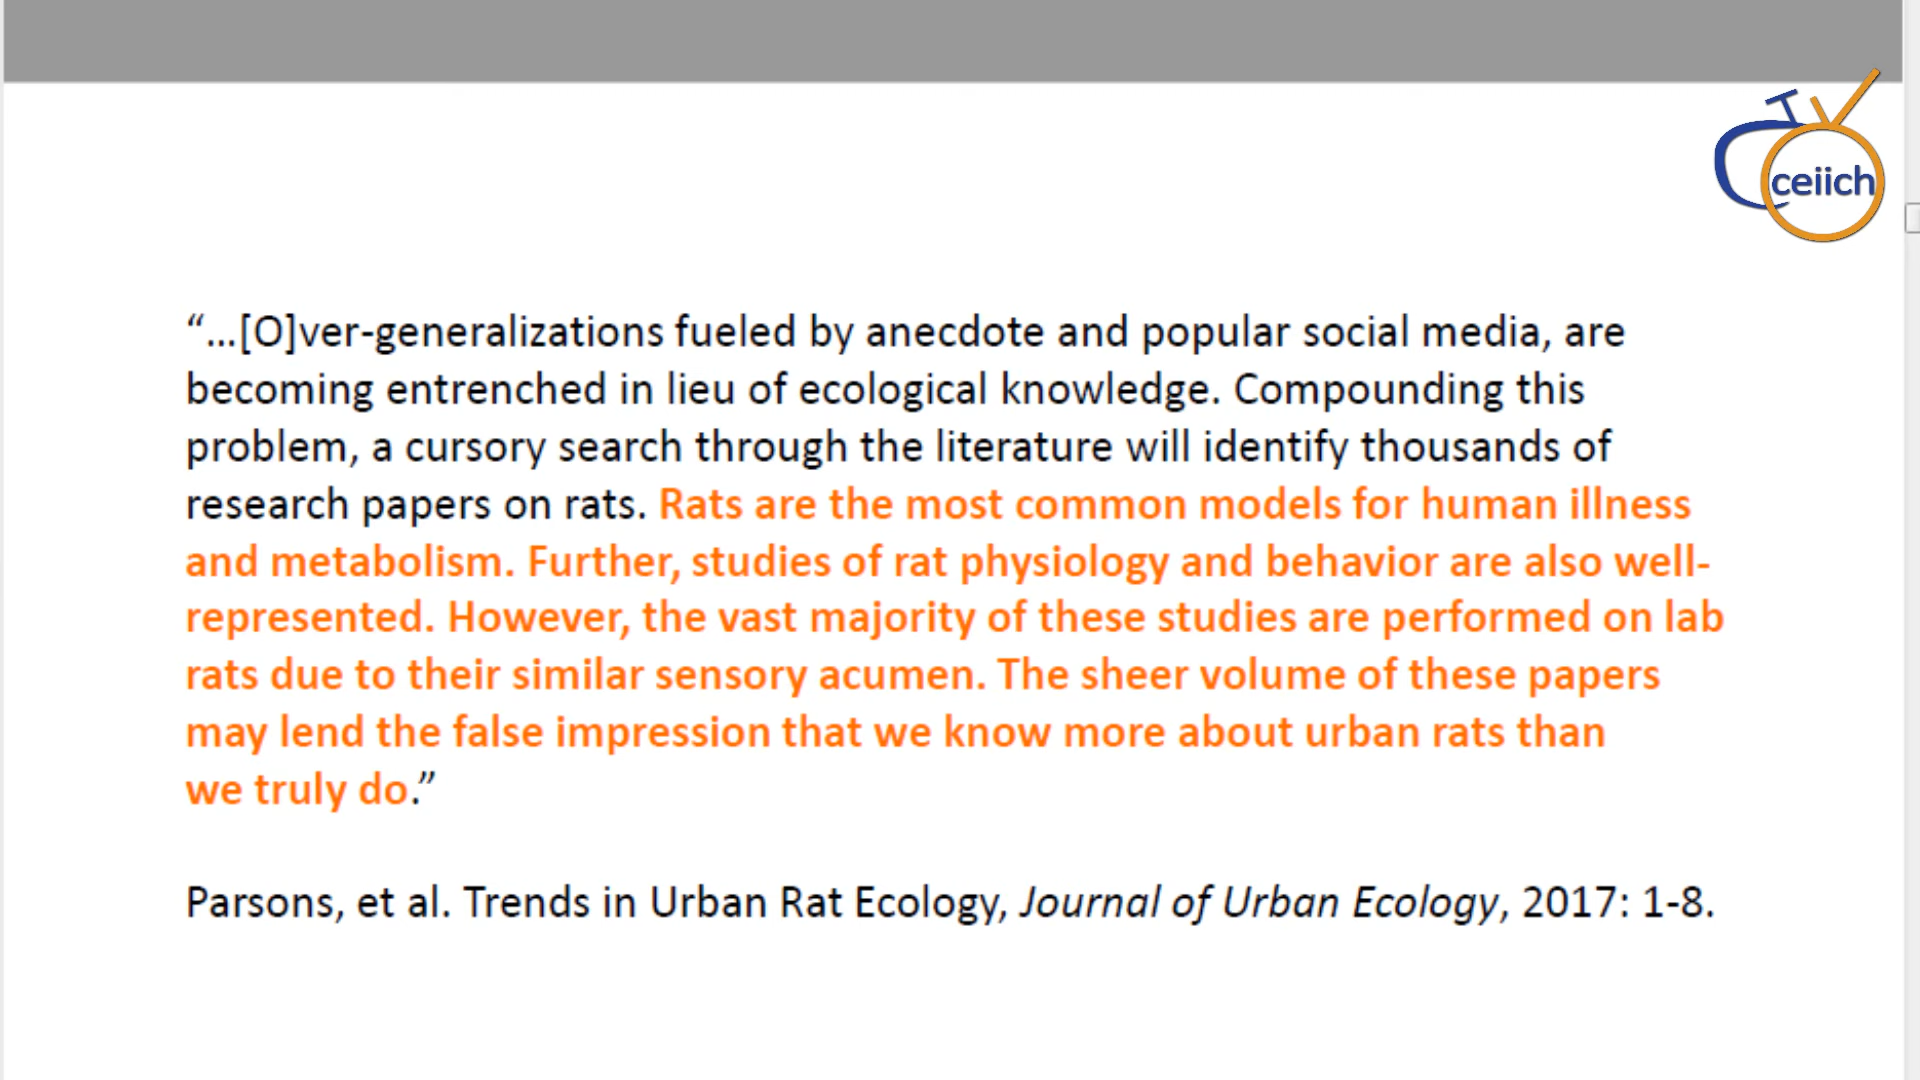 TV
ceiich
“...[O]ver-generalizations fueled by anecdote and popular social media, are
becoming entrenched in lieu of ecological knowledge. Compounding this
problem, a cursory search through the literature will identify thousands of
research papers on rats. Rats are the most common models for human illness
and metabolism. Further, studies of rat physiology and behavior are also well-
represented. However, the vast majority of these studies are performed on lab
rats due to their similar sensory acumen. The sheer volume of these papers
may lend the false impression that we know more about urban rats than
we truly do.”
Parsons, et al. Trends in Urban Rat Ecology, Journal of Urban Ecology, 2017: 1-8.